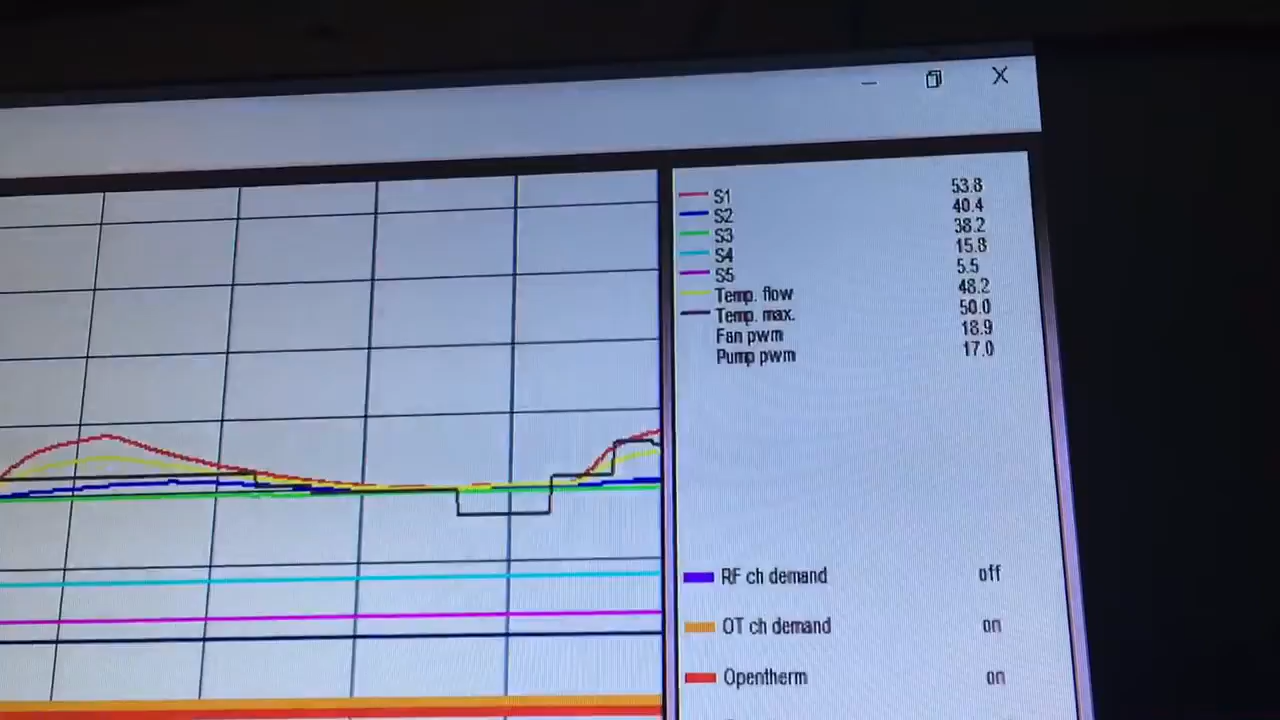 S1 53.8
S2 40.4
S3 38.2
S4 15.8
S5 5.5
Temp. flow 48.2
Temp. max. 50.0
Fan pwm 18.9
Pump pwm 17.0
RF ch demand off
OT ch demand on
Opentherm on